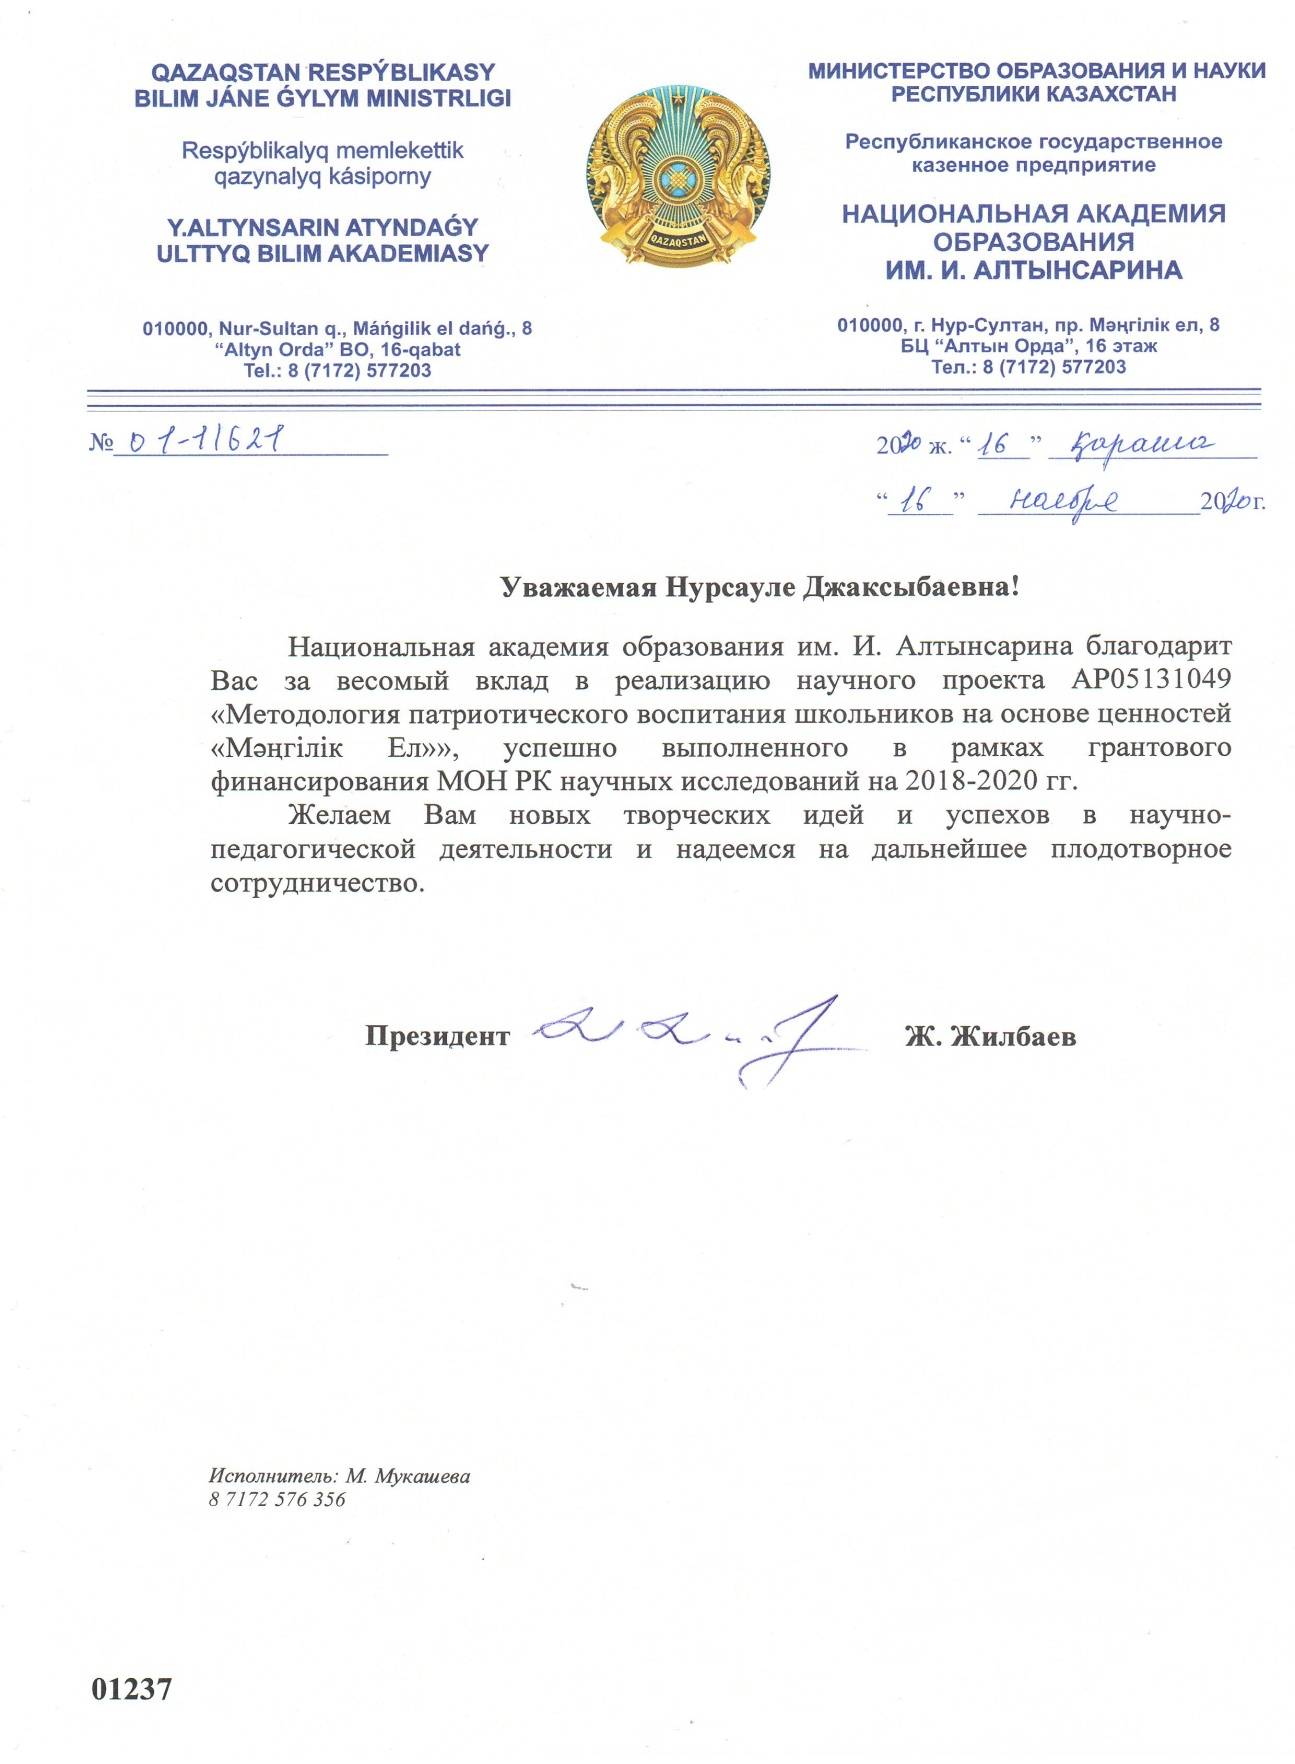 QAZAQSTAN RESPÝBLIKASY
BILIM JÁNE ǴYLYM MINISTRLIGI
Respýblikalyq memlekettik
qazynalyq kásiporny
Y.ALTYNSARIN ATYNDAǴY
ULTTYQ BILIM AKADEMIASY
010000, Nur-Sultan q., Máńgilik el dańǵ., 8
“Altyn Orda” BO, 16-qabat
Tel.: 8 (7172) 577203
QAZAQSTAN
МИНИСТЕРСТВО ОБРАЗОВАНИЯ И НАУКИ
РЕСПУБЛИКИ КАЗАХСТАН
Республиканское государственное
казенное предприятие
НАЦИОНАЛЬНАЯ АКАДЕМИЯ
ОБРАЗОВАНИЯ
ИМ. И. АЛТЫНСАРИНА
010000, г. Нур-Султан, пр. Мәңгілік ел, 8
БЦ “Алтын Орда”, 16 этаж
Тел.: 8 (7172) 577203
№ 01-1/621
2020 ж. “16” қараша
“16” ноября 2020 г.
Уважаемая Нурсауле Джаксыбаевна!
Национальная академия образования им. И. Алтынсарина благодарит
Вас за весомый вклад в реализацию научного проекта АР05131049
«Методология патриотического воспитания школьников на основе ценностей
«Мәңгілік Ел»», успешно выполненного в рамках грантового
финансирования МОН РК научных исследований на 2018-2020 гг.
Желаем Вам новых творческих идей и успехов в научно-
педагогической деятельности и надеемся на дальнейшее плодотворное
сотрудничество.
Президент Ж. Жилбаев
Исполнитель: М. Мукашева
8 7172 576 356
01237